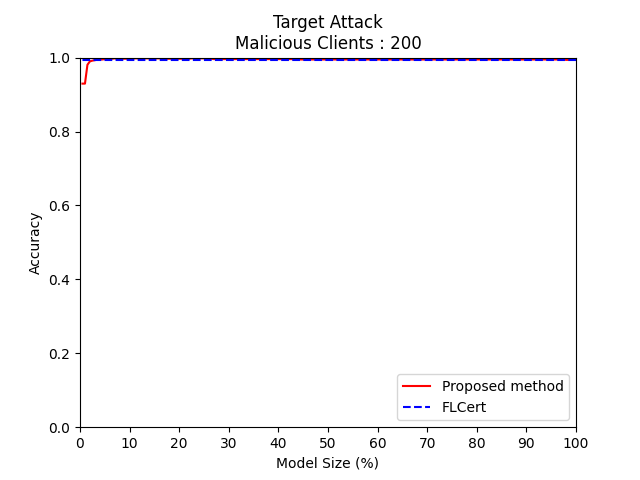 Target Attack
Malicious Clients : 200
1.0
0.8
0.6
0.4
0.2
0.0
Accuracy
Proposed method
FLCert
0 10 20 30 40 50 60 70 80 90 100
Model Size (%)